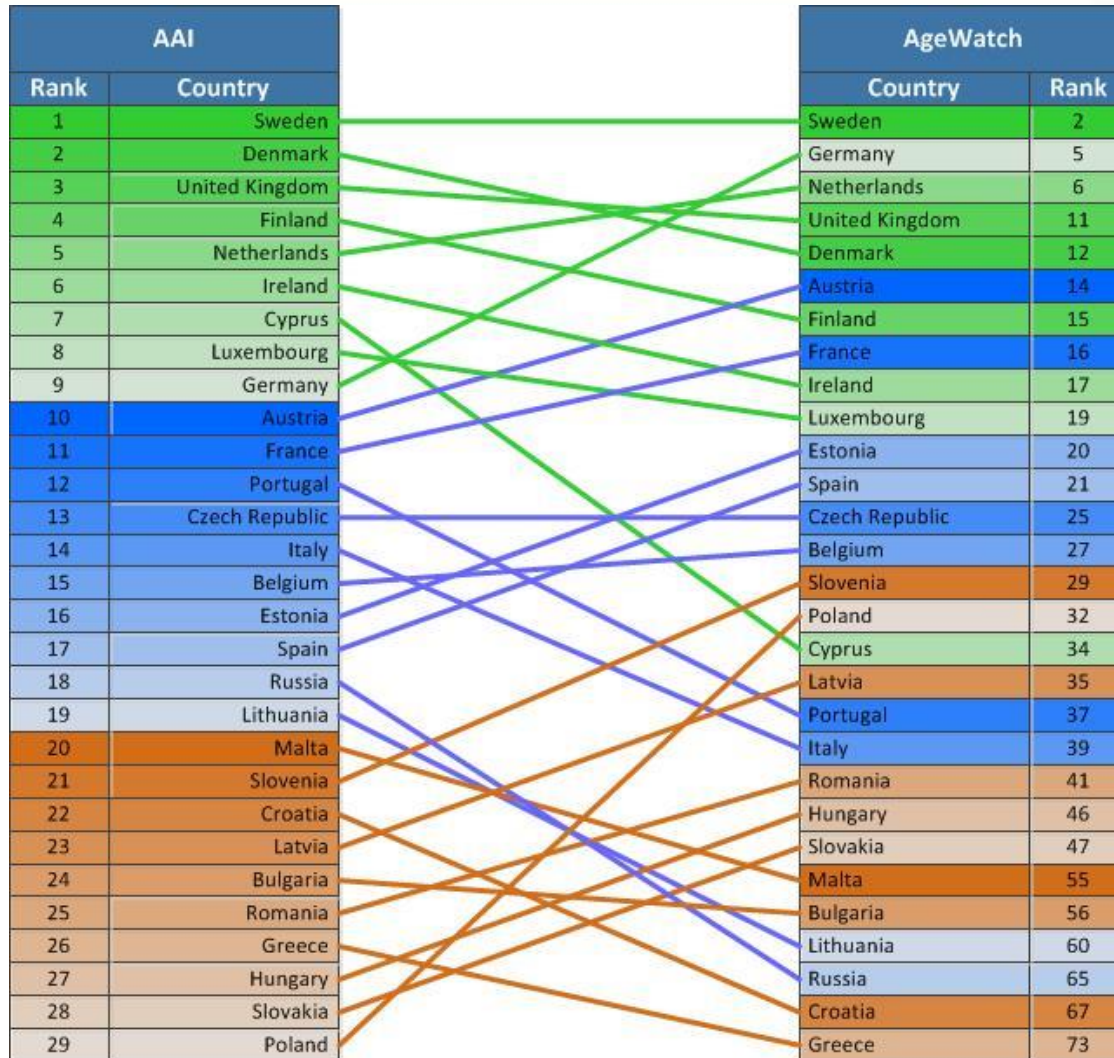 AAI AgeWatch
Rank Country Country Rank
1 Sweden Sweden 2
2 Denmark Germany 5
3 United Kingdom Netherlands 6
4 Finland United Kingdom 11
5 Netherlands Denmark 12
6 Ireland Austria 14
7 Cyprus Finland 15
8 Luxembourg France 16
9 Germany Ireland 17
10 Austria Luxembourg 19
11 France Estonia 20
12 Portugal Spain 21
13 Czech Republic Czech Republic 25
14 Italy Belgium 27
15 Belgium Slovenia 29
16 Estonia Poland 32
17 Spain Cyprus 34
18 Russia Latvia 35
19 Lithuania Portugal 37
20 Malta Italy 39
21 Slovenia Romania 41
22 Croatia Hungary 46
23 Latvia Slovakia 47
24 Bulgaria Malta 55
25 Romania Bulgaria 56
26 Greece Lithuania 60
27 Hungary Russia 65
28 Slovakia Croatia 67
29 Poland Greece 73